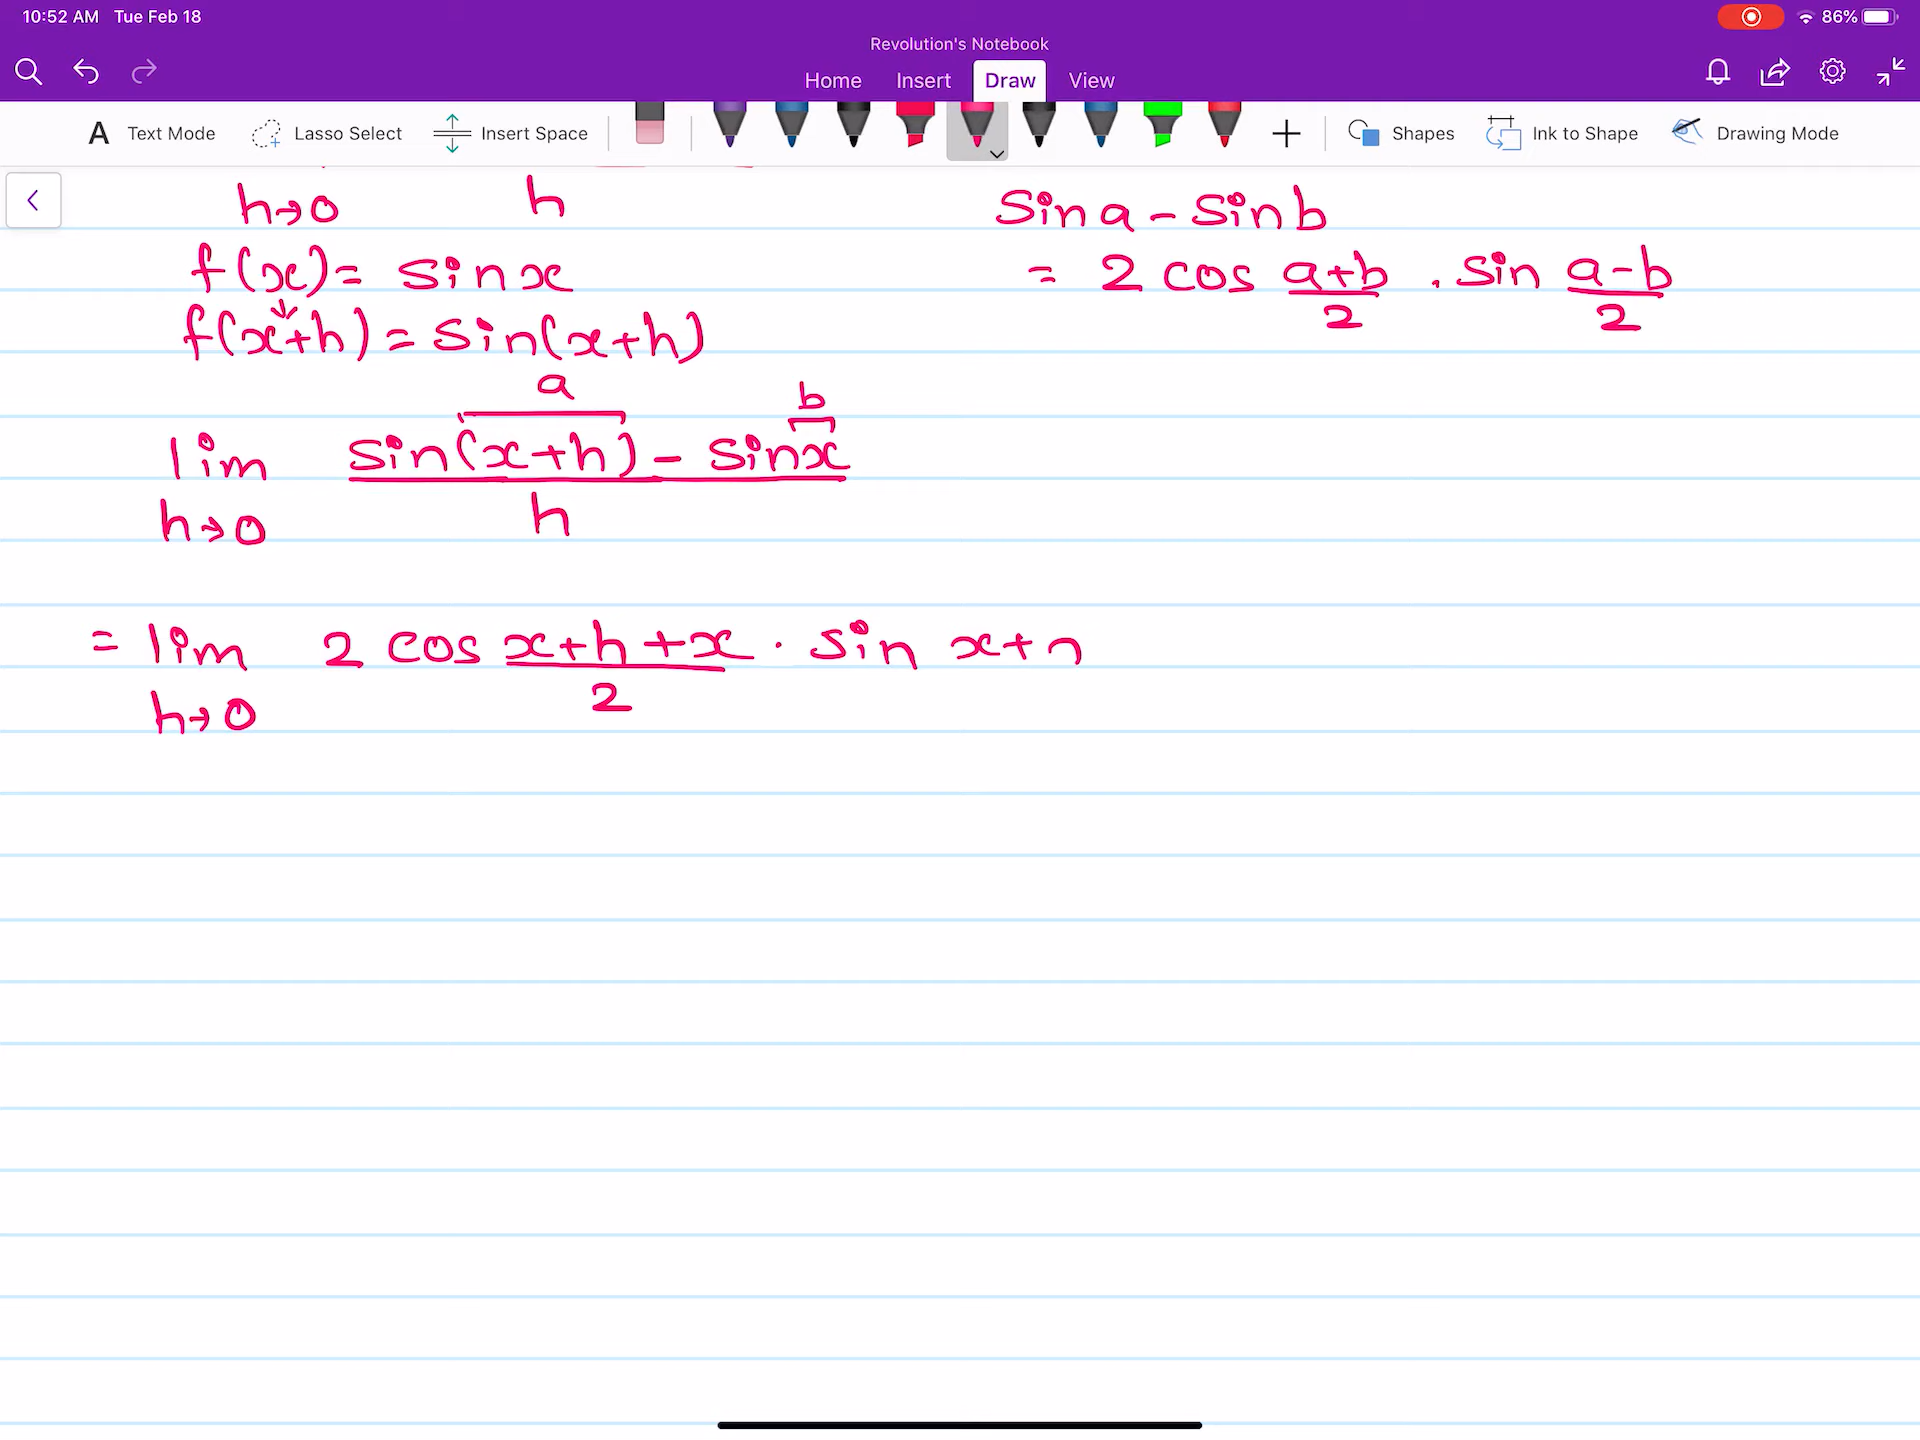 10:52 AM Tue Feb 18
86%
Revolution's Notebook
Home Insert Draw View
A Text Mode Lasso Select Insert Space Shapes Ink to Shape Drawing Mode
h→0 h
f(x) = sin x
f(x+h) = sin(x+h)
a b
lim sin(x+h) - sin x
h→0 h
= lim 2 cos x+h+x · sin x+n
h→0 2
sin a - sin b
= 2 cos a+b . sin a-b
2 2